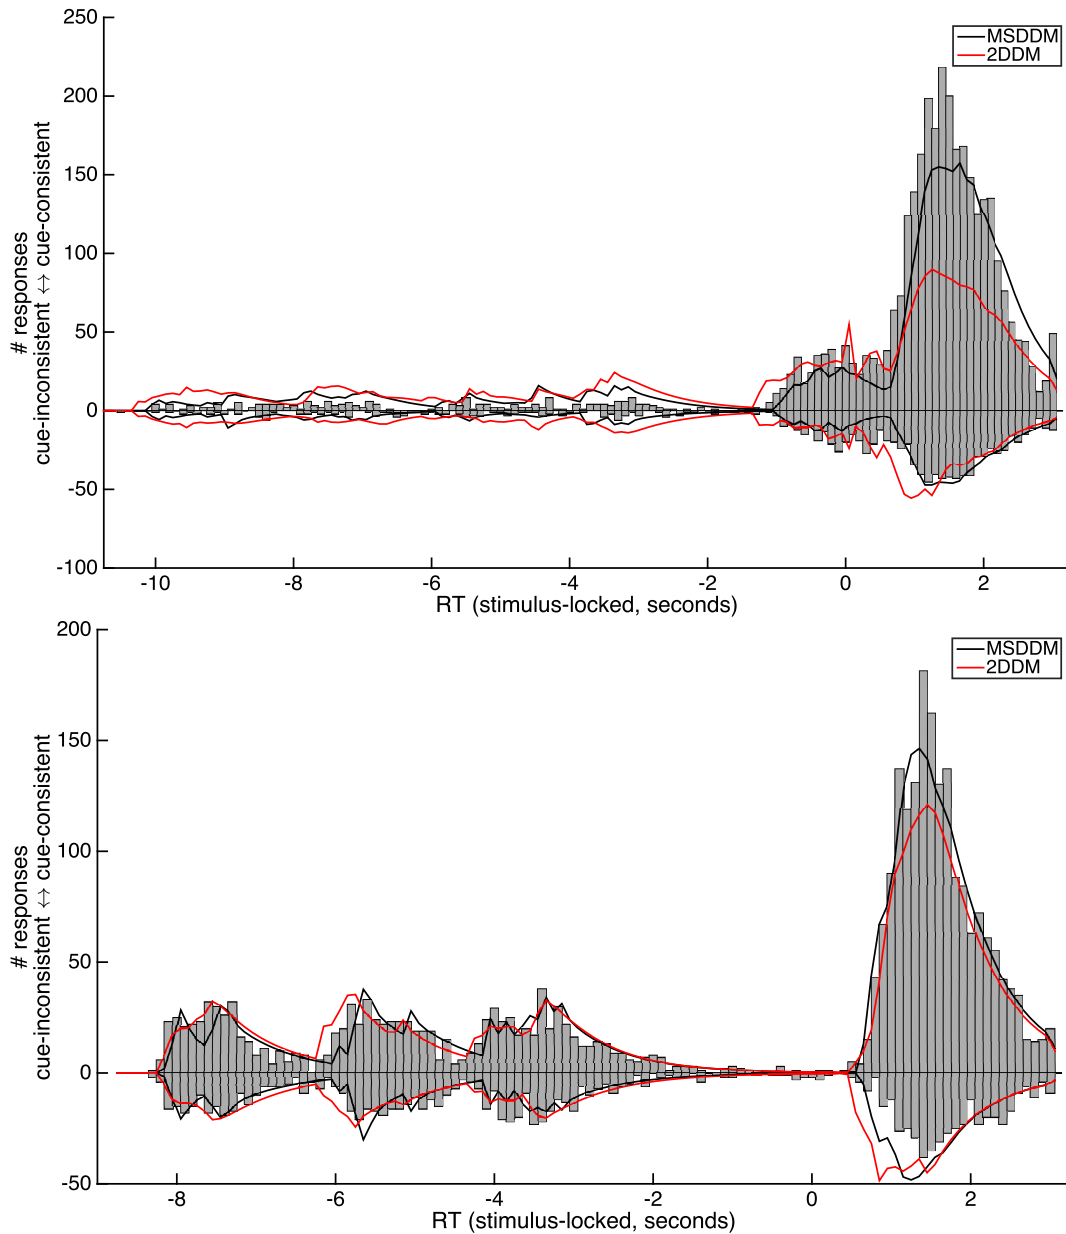 250
200
150
100
50
0
-50
-100
# responses
cue-inconsistent ↔ cue-consistent
MSDDM
2DDM
-10 -8 -6 -4 -2 0 2
RT (stimulus-locked, seconds)
200
150
100
50
0
-50
# responses
cue-inconsistent ↔ cue-consistent
MSDDM
2DDM
-8 -6 -4 -2 0 2
RT (stimulus-locked, seconds)